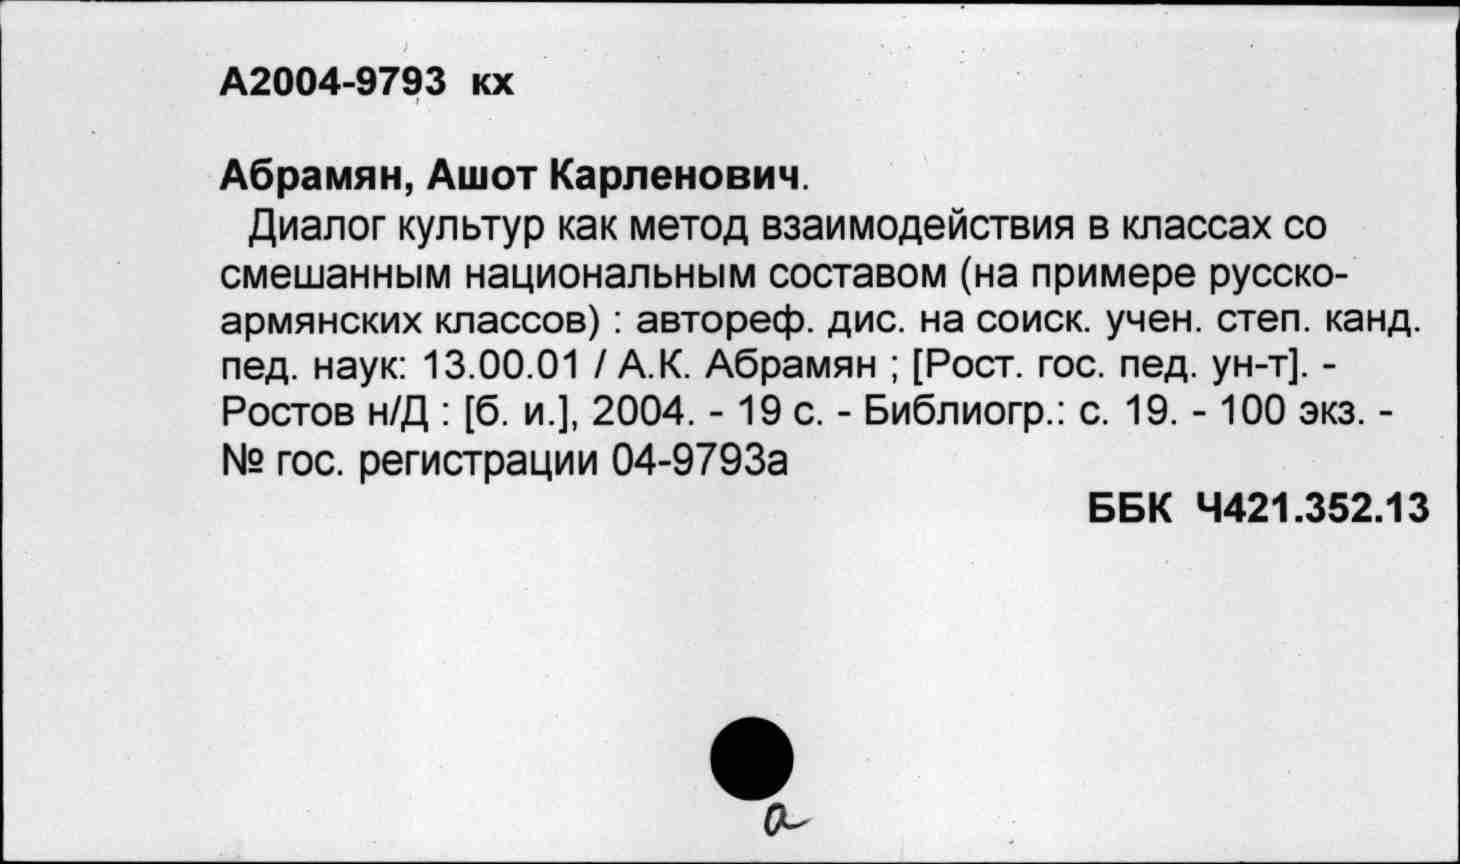 А2004-9793 кх
Абрамян, Ашот Карленович.
Диалог культур как метод взаимодействия в классах со
смешанным национальным составом (на примере русско-
армянских классов) : автореф. дис. на соиск. учен. степ. канд.
пед. наук: 13.00.01 / А.К. Абрамян ; [Рост. гос. пед. ун-т]. -
Ростов н/Д : [б. и.], 2004. - 19 с. - Библиогр.: с. 19. - 100 экз. -
№ гос. регистрации 04-9793а
ББК Ч421.352.13
а